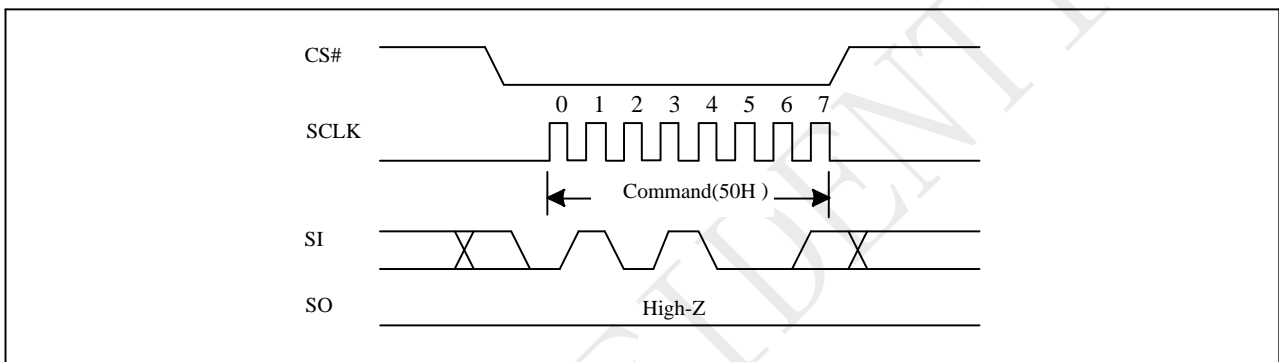 CS#
0 1 2 3 4 5 6 7
SCLK
Command(50H )
SI
SO
High-Z